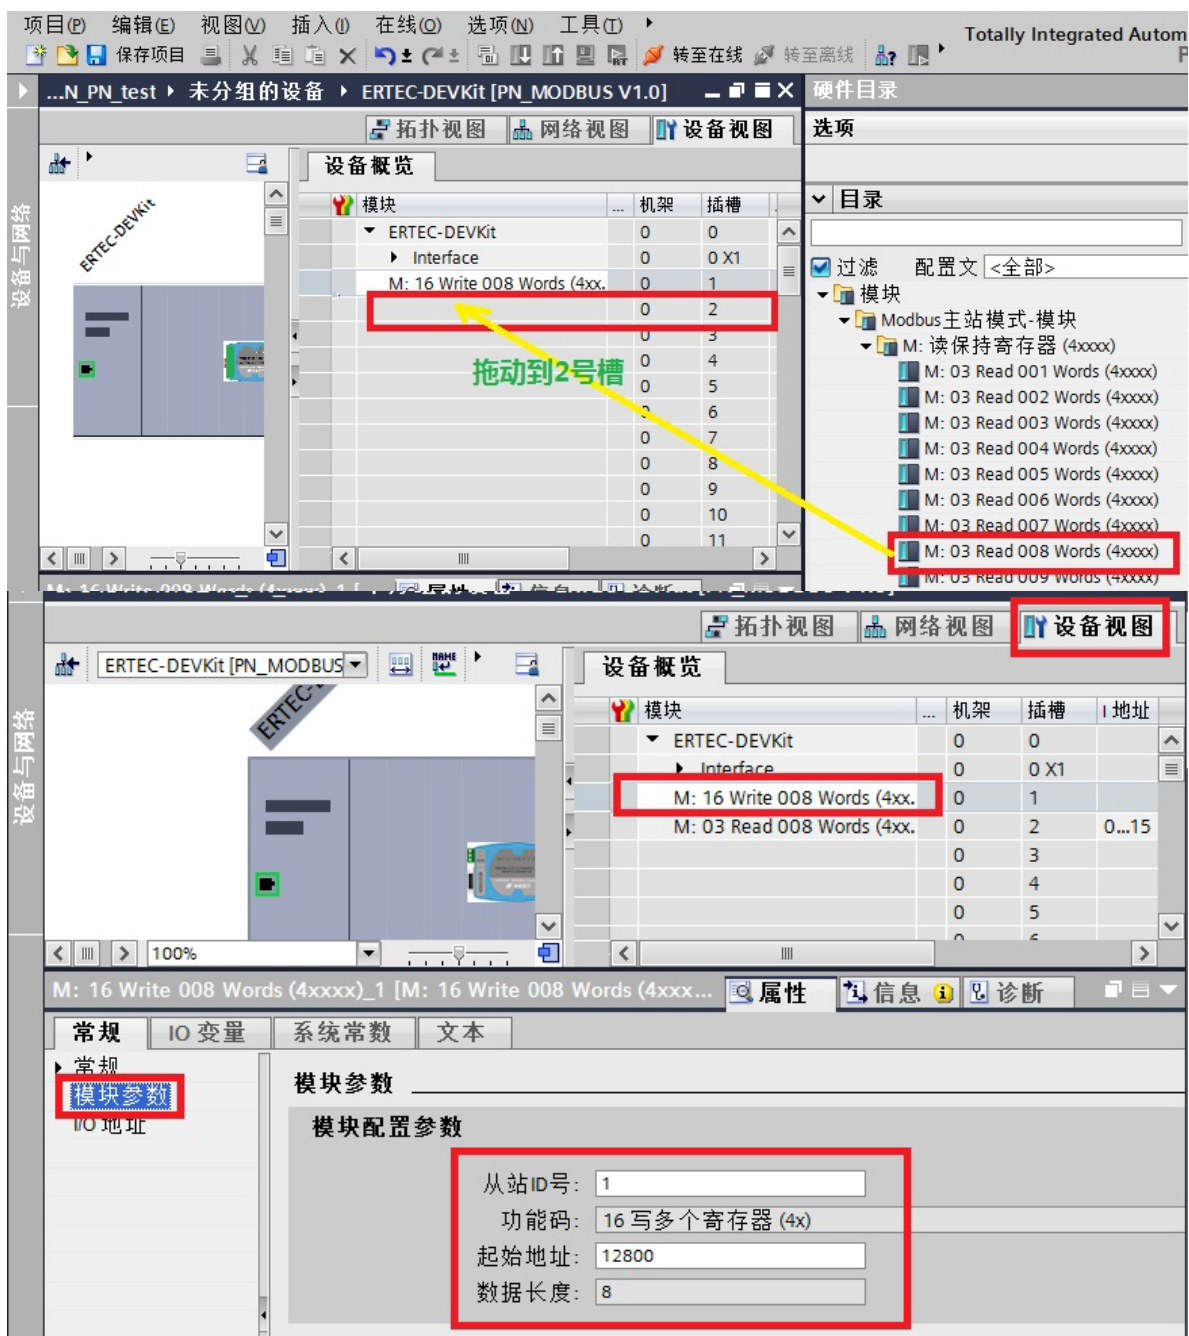 项目(P) 编辑(E) 视图(V) 插入(I) 在线(O) 选项(N) 工具(T)
Totally Integrated Autom
保存项目 转至在线 转至离线
...N_PN_test 未分组的设备 ERTEC-DEVKit [PN_MODBUS V1.0]
硬件目录
拓扑视图 网络视图 设备视图
选项
设备概览
模块 ... 机架 插槽
目录
ERTEC-DEVKit 0 0
Interface 0 0 X1
M: 16 Write 008 Words (4xx. 0 1
0 2
0 3
0 4
0 5
0 6
0 7
0 8
0 9
0 10
0 11
ERTEC-DEVKit
设备与网络
拖动到2号槽
过滤 配置文 <全部>
模块
Modbus主站模式-模块
M: 读保持寄存器 (4xxxx)
M: 03 Read 001 Words (4xxxx)
M: 03 Read 002 Words (4xxxx)
M: 03 Read 003 Words (4xxxx)
M: 03 Read 004 Words (4xxxx)
M: 03 Read 005 Words (4xxxx)
M: 03 Read 006 Words (4xxxx)
M: 03 Read 007 Words (4xxxx)
M: 03 Read 008 Words (4xxxx)
M: 03 Read 009 Words (4xxxx)
拓扑视图 网络视图 设备视图
ERTEC-DEVKit [PN_MODBUS
设备概览
模块 ... 机架 插槽 I 地址
ERTEC-DEVKit 0 0
Interface 0 0 X1
M: 16 Write 008 Words (4xx. 0 1
M: 03 Read 008 Words (4xx. 0 2 0...15
0 3
0 4
0 5
设备与网络
100%
M: 16 Write 008 Words (4xxxx)_1 [M: 16 Write 008 Words (4xxx... 属性 信息 诊断
常规 IO 变量 系统常数 文本
常规
模块参数
I/O 地址
模块参数
模块配置参数
从站ID号: 1
功能码: 16 写多个寄存器 (4x)
起始地址: 12800
数据长度: 8